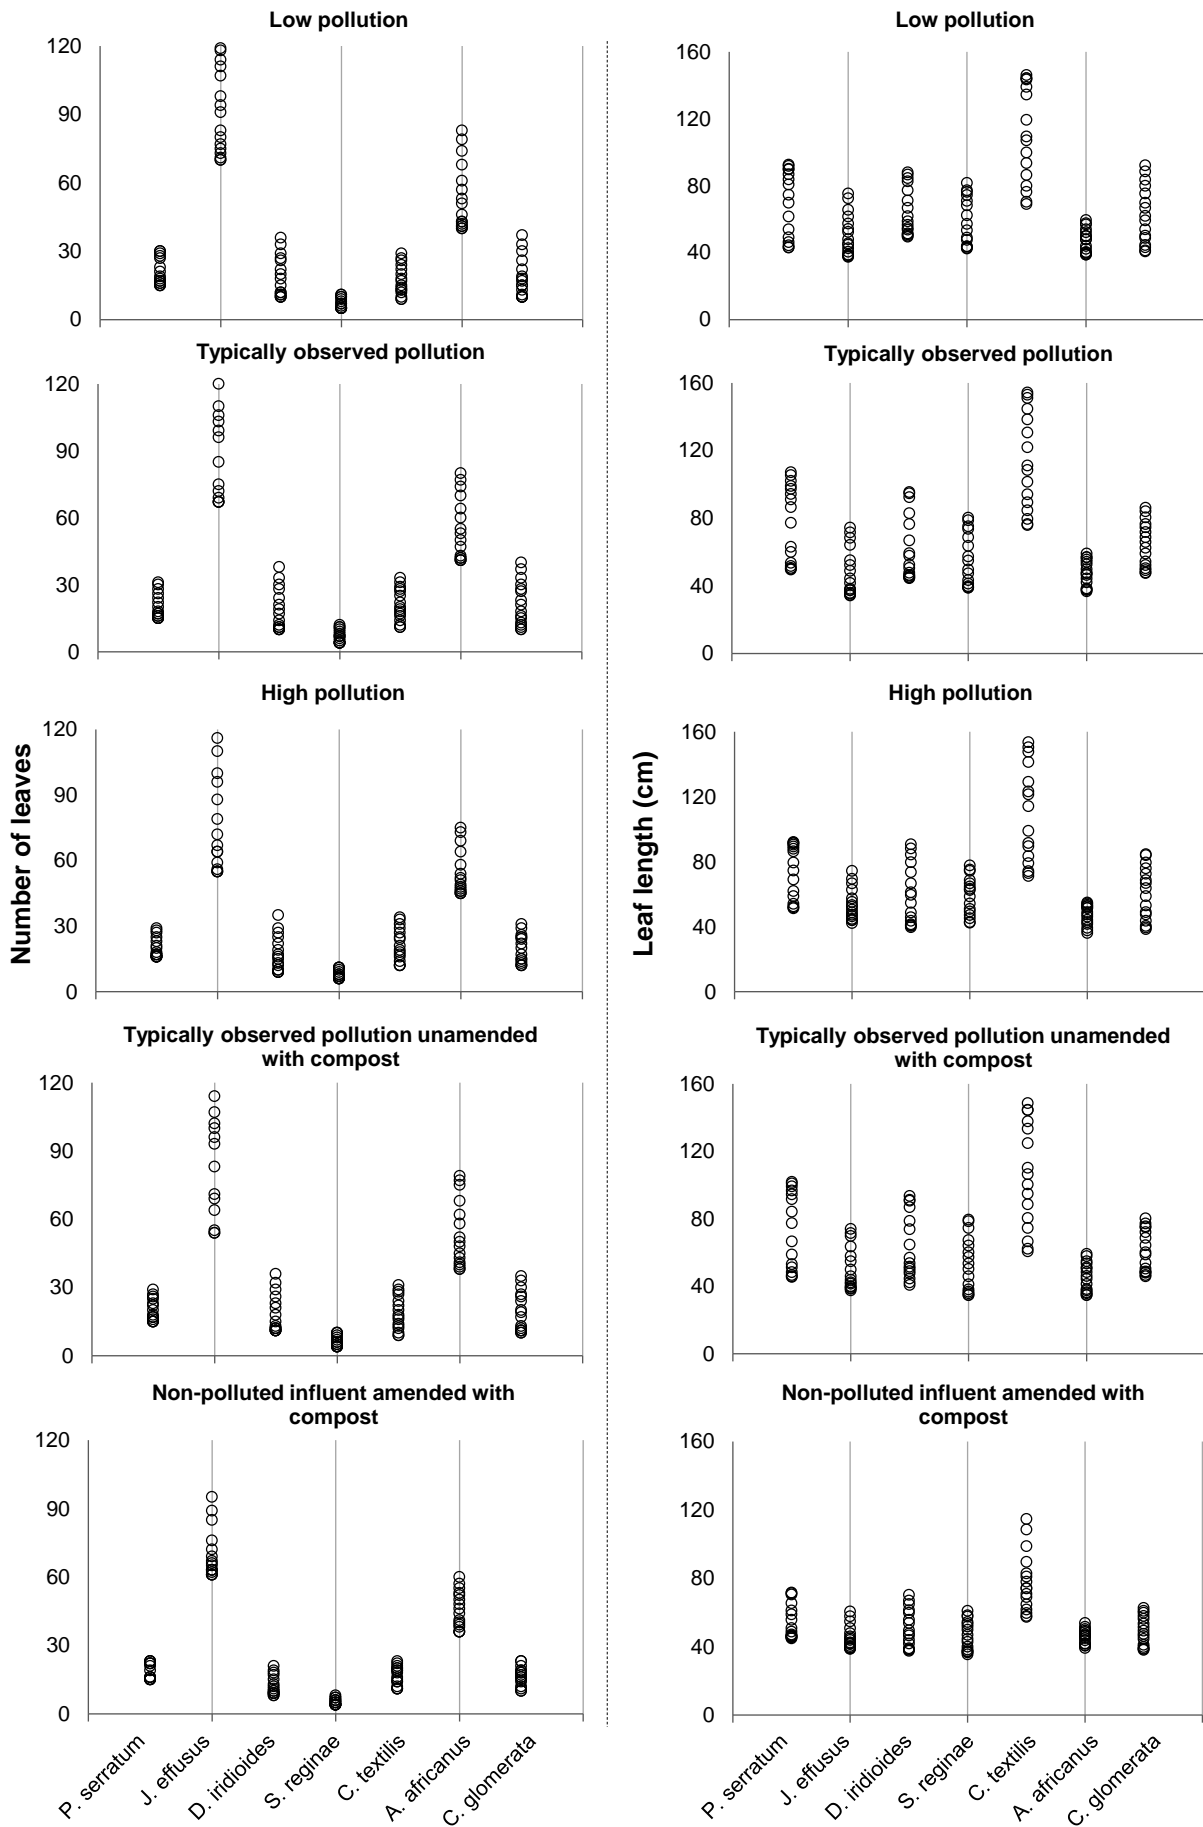 Low pollution
120
90
60
30
0
Typically observed pollution
120
90
60
30
0
High pollution
120
90
60
30
0
Typically observed pollution unamended
with compost
120
90
60
30
0
Non-polluted influent amended with
compost
120
90
60
30
0
Number of leaves
P. serratum
J. effusus
D. iridioides
S. reginae
C. textilis
A. africanus
C. glomerata
Low pollution
160
120
80
40
0
Typically observed pollution
160
120
80
40
0
High pollution
160
120
80
40
0
Typically observed pollution unamended
with compost
160
120
80
40
0
Non-polluted influent amended with
compost
160
120
80
40
0
Leaf length (cm)
P. serratum
J. effusus
D. iridioides
S. reginae
C. textilis
A. africanus
C. glomerata